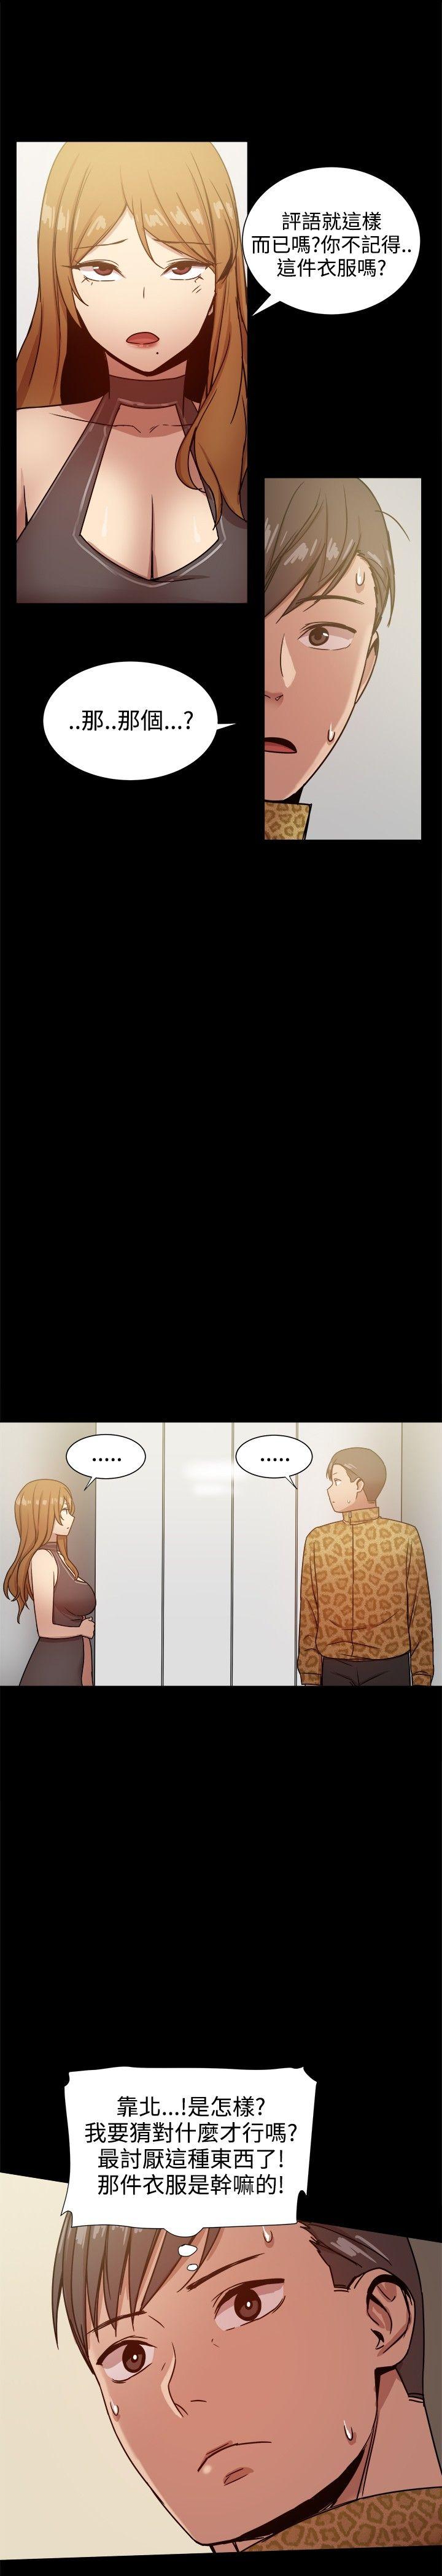 評語就這樣
而已嗎?你不記得..
這件衣服嗎?
..那..那個...?
.....
.....
靠北...!是怎樣?
我要猜對什麼才行嗎?
最討厭這種東西了!
那件衣服是幹嘛的!